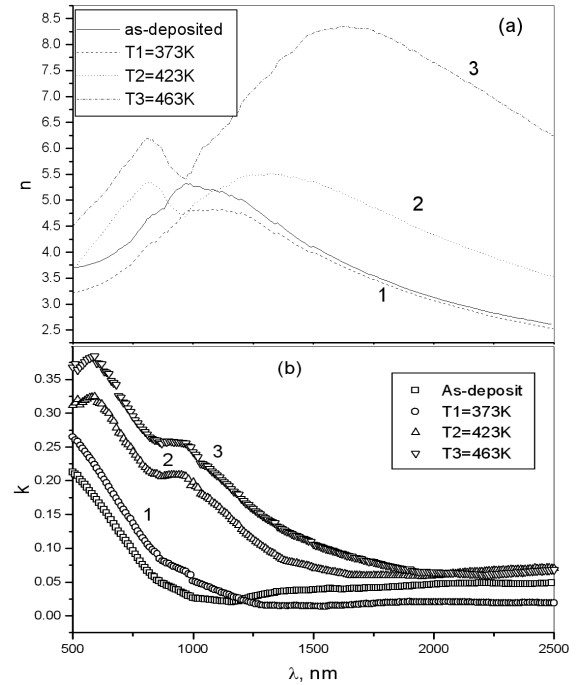 (a)
as-deposited
T1=373K
T2=423K
T3=463K
8.5
8.0
7.5
7.0
6.5
6.0
5.5
5.0
4.5
4.0
3.5
3.0
2.5
n
3
2
1
(b)
As-deposit
T1=373K
T2=423K
T3=463K
0.35
0.30
0.25
0.20
0.15
0.10
0.05
0.00
k
3
2
1
500 1000 1500 2000 2500
λ, nm